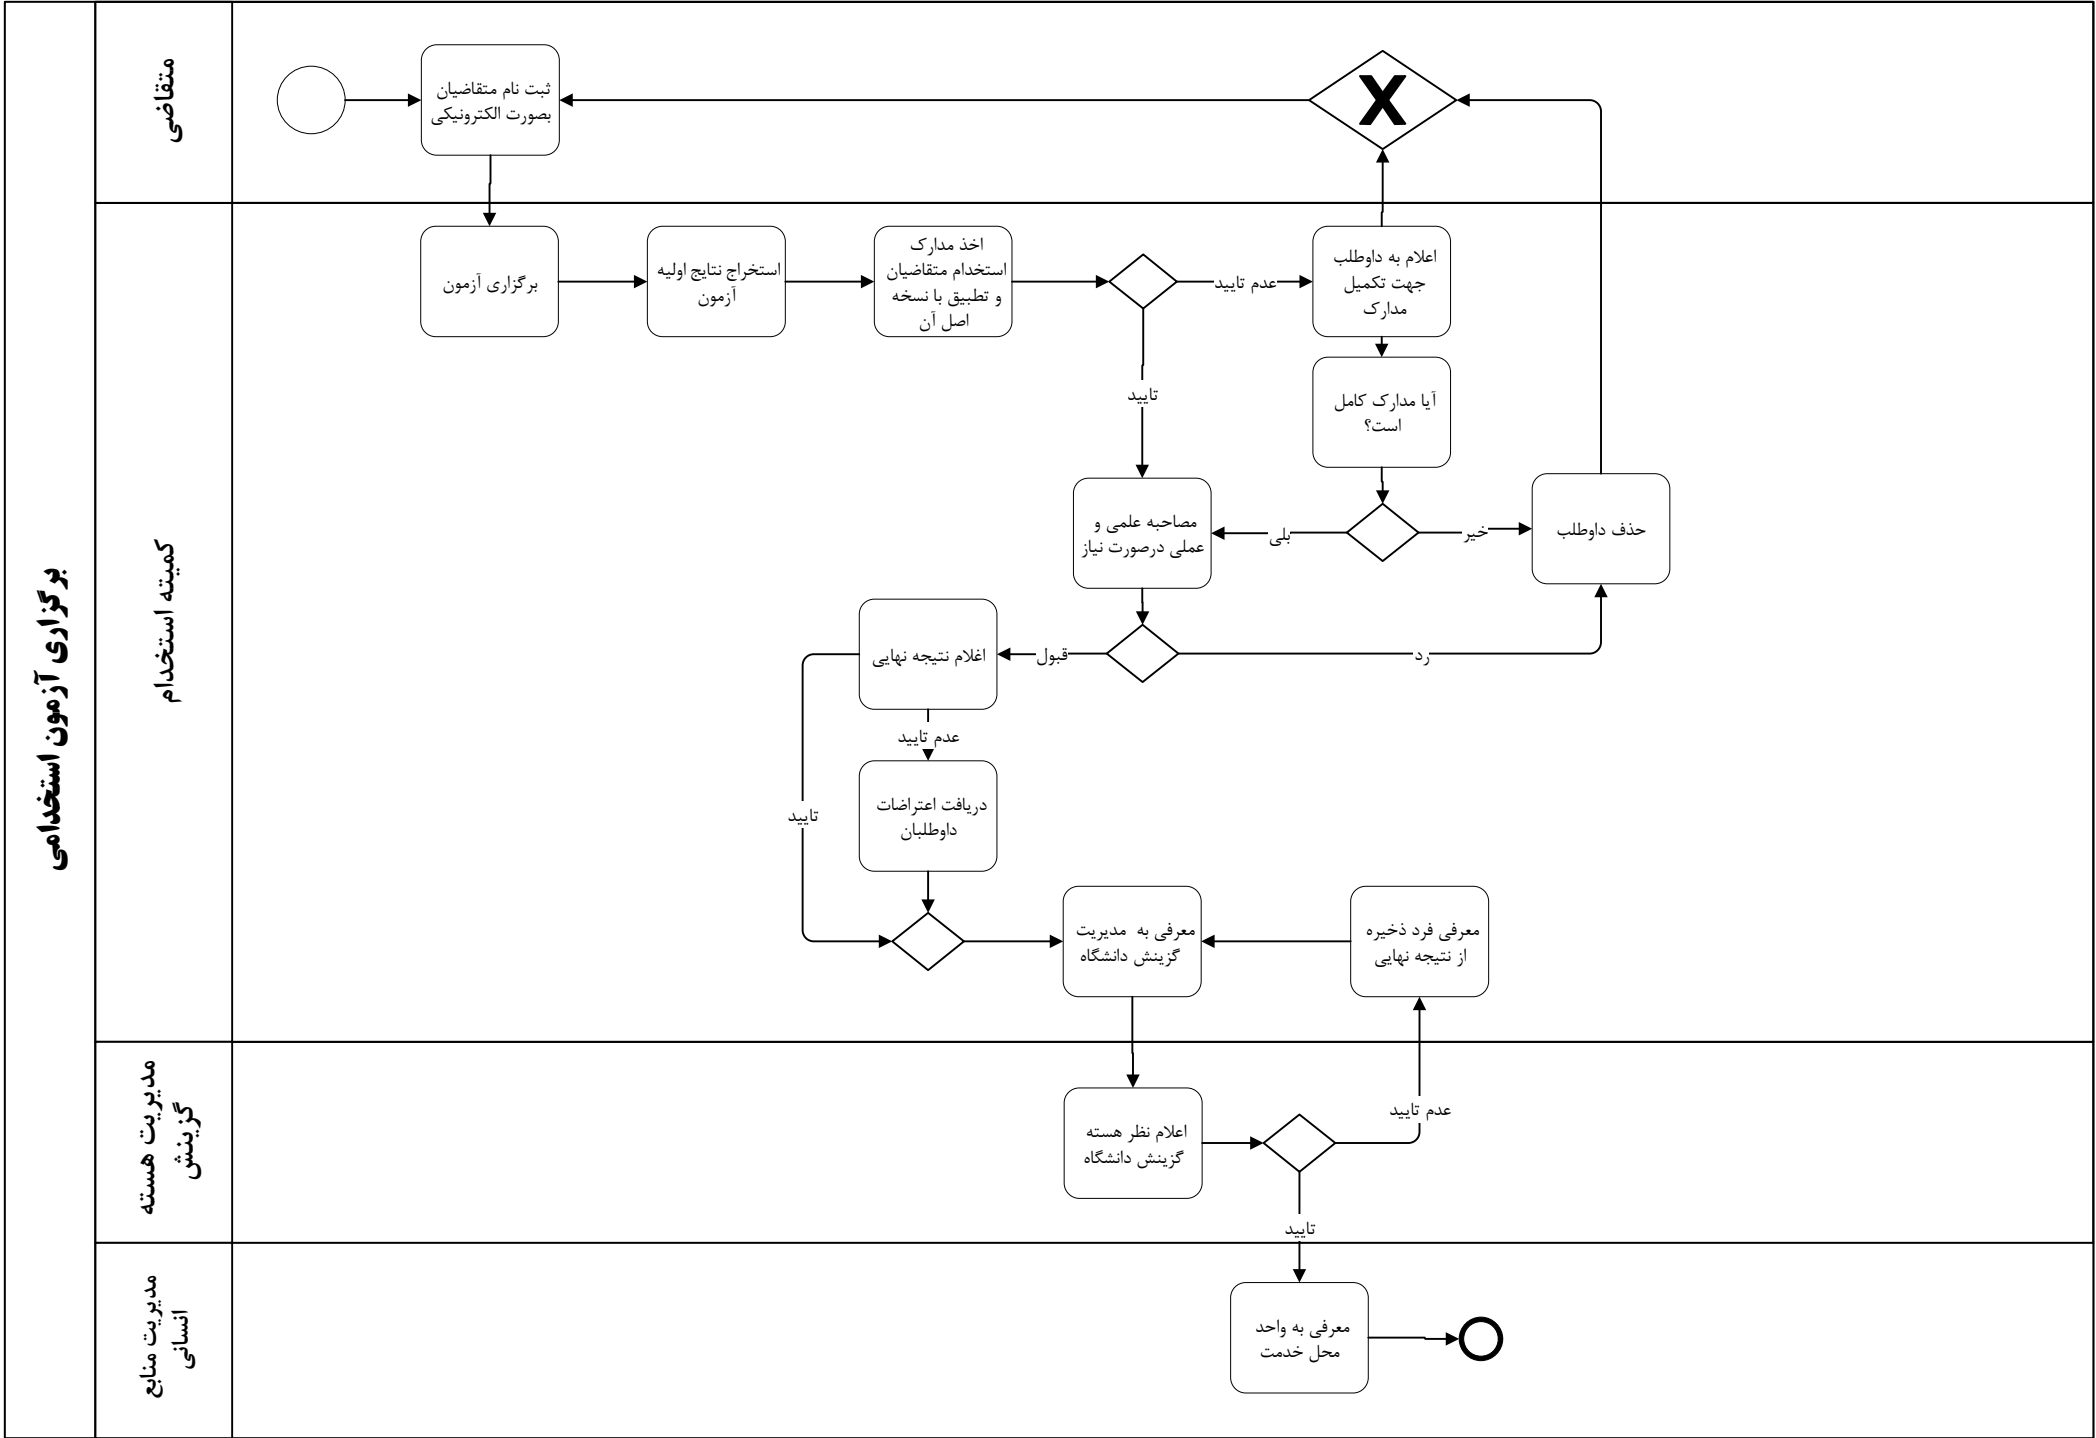 برگزاری آزمون استخدامی
متقاضی
ثبت نام متقاضیان
بصورت الکترونیکی
X
کمیته استخدام
برگزاری آزمون
استخراج نتایج اولیه
آزمون
اخذ مدارک
استخدام متقاضیان
و تطبیق با نسخه
اصل آن
عدم تایید
اعلام به داوطلب
جهت تکمیل
مدارک
تایید
آیا مدارک کامل
است؟
مصاحبه علمی و
عملی درصورت نیاز
بلی
خیر
حذف داوطلب
اغلام نتیجه نهایی
قبول
رد
عدم تایید
تایید
دریافت اعتراضات
داوطلبان
معرفی به مدیریت
گزینش دانشگاه
معرفی فرد ذخیره
از نتیجه نهایی
مدیریت هسته
گزینش
اعلام نظر هسته
گزینش دانشگاه
عدم تایید
تایید
مدیریت منابع
انسانی
معرفی به واحد
محل خدمت